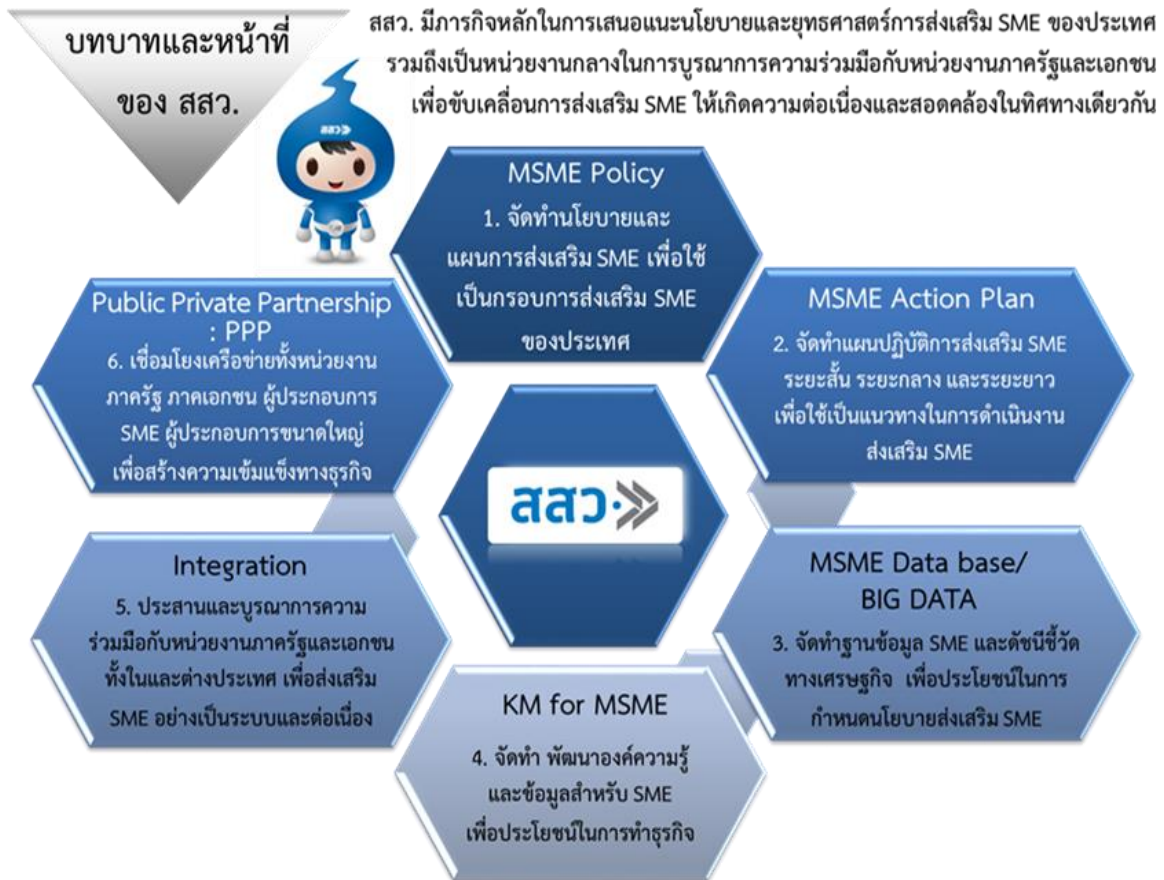 บทบาทและหน้าที่
ของ สสว.
สสว. มีภารกิจหลักในการเสนอแนะนโยบายและยุทธศาสตร์การส่งเสริม SME ของประเทศ
รวมถึงเป็นหน่วยงานกลางในการบูรณาการความร่วมมือกับหน่วยงานภาครัฐและเอกชน
เพื่อขับเคลื่อนการส่งเสริม SME ให้เกิดความต่อเนื่องและสอดคล้องในทิศทางเดียวกัน
สสว
MSME Policy
1. จัดทำนโยบายและ
แผนการส่งเสริม SME เพื่อใช้
เป็นกรอบการส่งเสริม SME
ของประเทศ
MSME Action Plan
2. จัดทำแผนปฏิบัติการส่งเสริม SME
ระยะสั้น ระยะกลาง และระยะยาว
เพื่อใช้เป็นแนวทางในการดำเนินงาน
ส่งเสริม SME
MSME Data base/
BIG DATA
3. จัดทำฐานข้อมูล SME และดัชนีชี้วัด
ทางเศรษฐกิจ เพื่อประโยชน์ในการ
กำหนดนโยบายส่งเสริม SME
KM for MSME
4. จัดทำ พัฒนาองค์ความรู้
และข้อมูลสำหรับ SME
เพื่อประโยชน์ในการทำธุรกิจ
Integration
5. ประสานและบูรณาการความ
ร่วมมือกับหน่วยงานภาครัฐและเอกชน
ทั้งในและต่างประเทศ เพื่อส่งเสริม
SME อย่างเป็นระบบและต่อเนื่อง
Public Private Partnership
: PPP
6. เชื่อมโยงเครือข่ายทั้งหน่วยงาน
ภาครัฐ ภาคเอกชน ผู้ประกอบการ
SME ผู้ประกอบการขนาดใหญ่
เพื่อสร้างความเข้มแข็งทางธุรกิจ
สสว